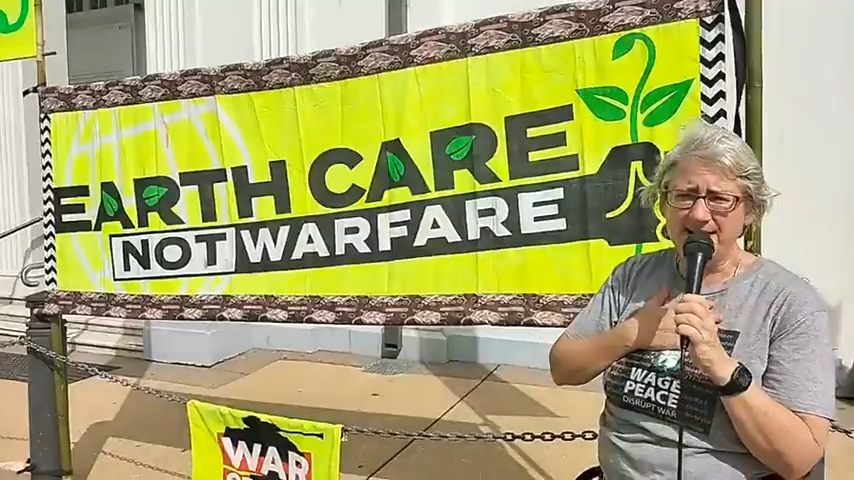 EARTH CARE
NOT WARFARE
WAGE
PEACE
DISRUPT WAR
WAR